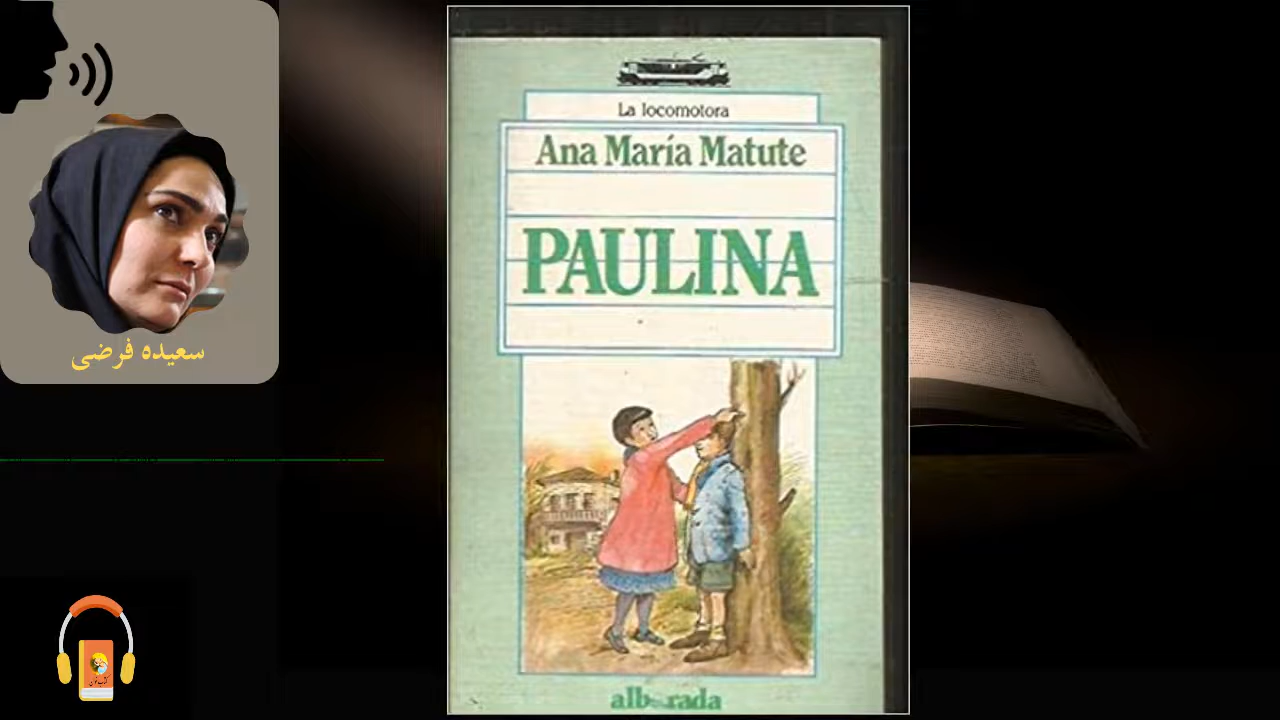 La locomotora
Ana María Matute
PAULINA
alborada
سعیده فرضی